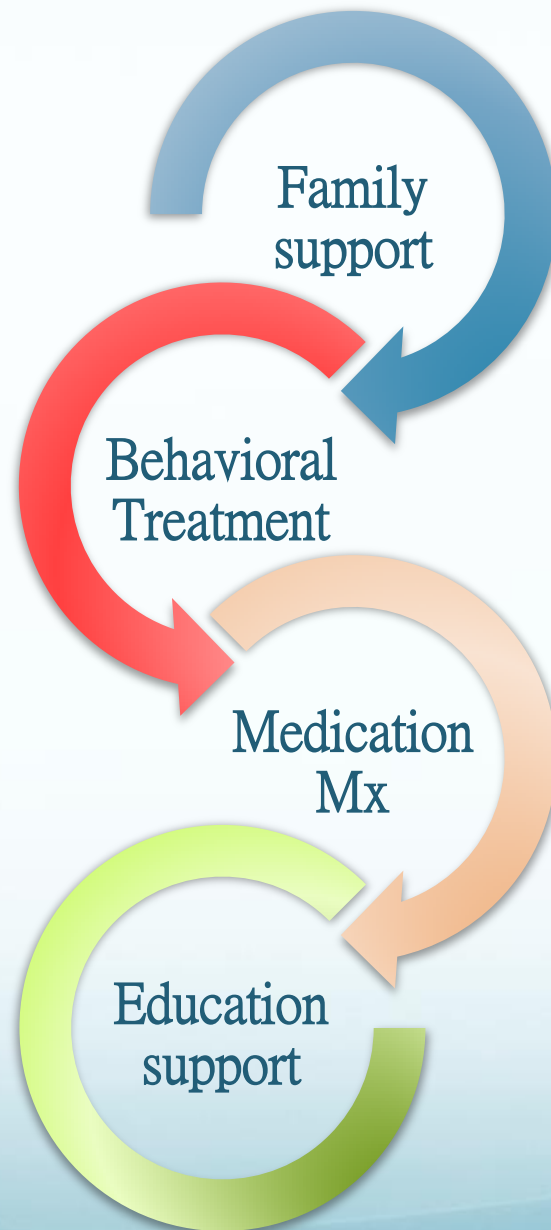 Family
support
Behavioral
Treatment
Medication
Mx
Education
support